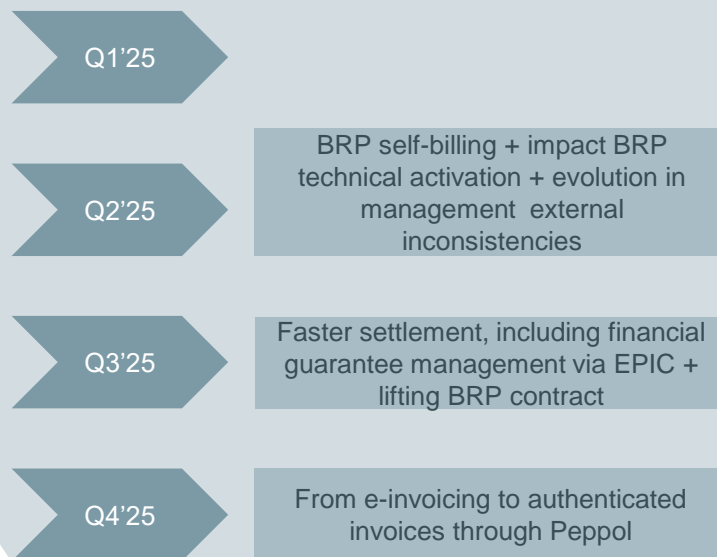 Q1’25
Q2’25
BRP self-billing + impact BRP
technical activation + evolution in
management external
inconsistencies
Q3’25
Faster settlement, including financial
guarantee management via EPIC +
lifting BRP contract
Q4’25
From e-invoicing to authenticated
invoices through Peppol